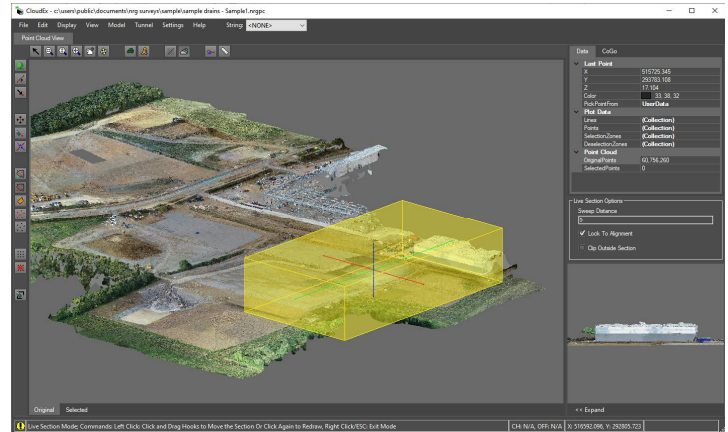 CloudEx - c:\users\public\documents\nrg surveys\sample\sample drains - Sample1.nrgpc
File Edit Display View Model Tunnel Settings Help String: <NONE>
Point Cloud View
Data CoGo
Last Point
X 515725.345
Y 293783.108
Z 17.104
Color 33, 38, 32
PickPointFrom UserData
Plot Data
Lines (Collection)
Points (Collection)
SelectionZones (Collection)
DeselectionZones (Collection)
Point Cloud
OriginalPoints 60,756,260
SelectedPoints 0
Live Section Options
Sweep Distance
Lock To Alignment
Clip Outside Section
Original Selected
<< Expand
Live Section Mode; Commands: Left Click: Click and Drag Hooks to Move the Section Or Click Again to Redraw, Right Click/ESC: Exit Mode
CH: N/A, OFF: N/A X: 516592.096, Y: 292805.723